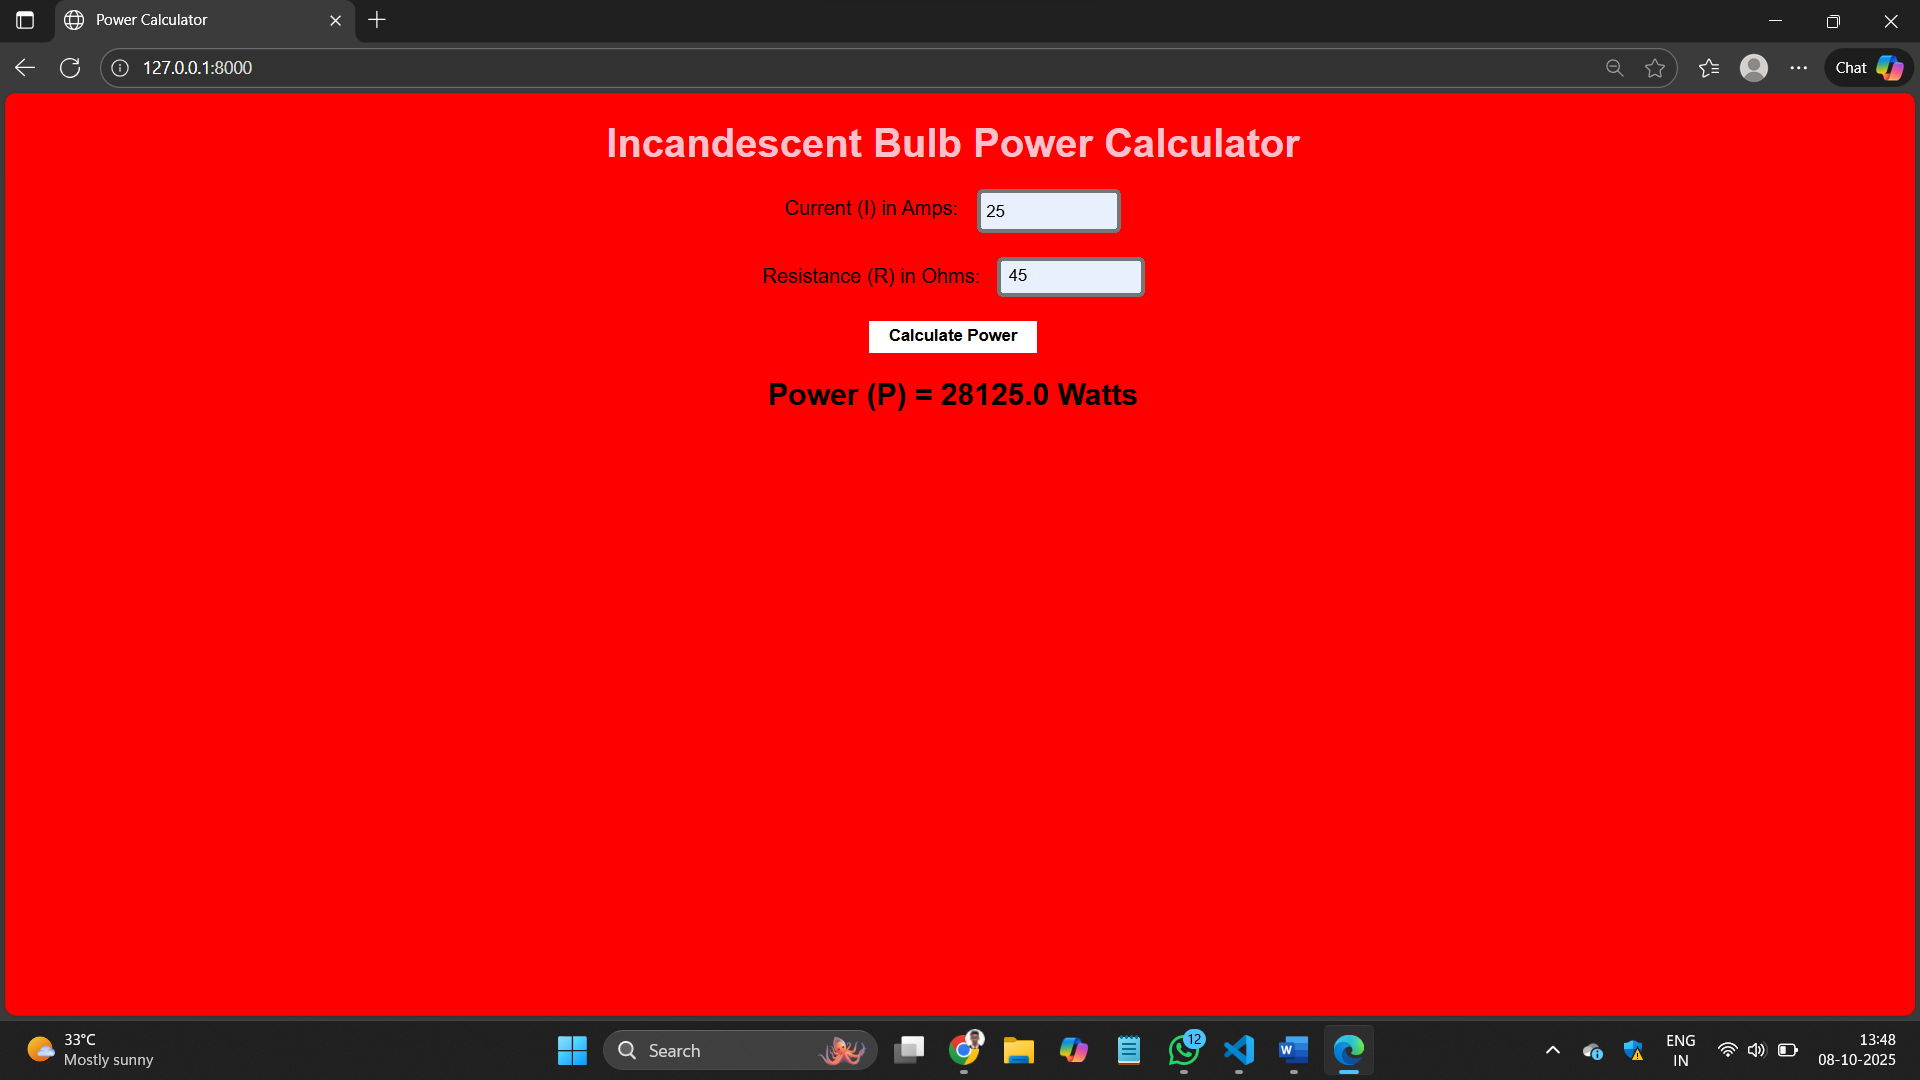 Power Calculator
127.0.0.1:8000
Chat
Incandescent Bulb Power Calculator
Current (I) in Amps: 25
Resistance (R) in Ohms: 45
Calculate Power
Power (P) = 28125.0 Watts
33°C
Mostly sunny
Search
12
W
ENG
IN
13:48
08-10-2025